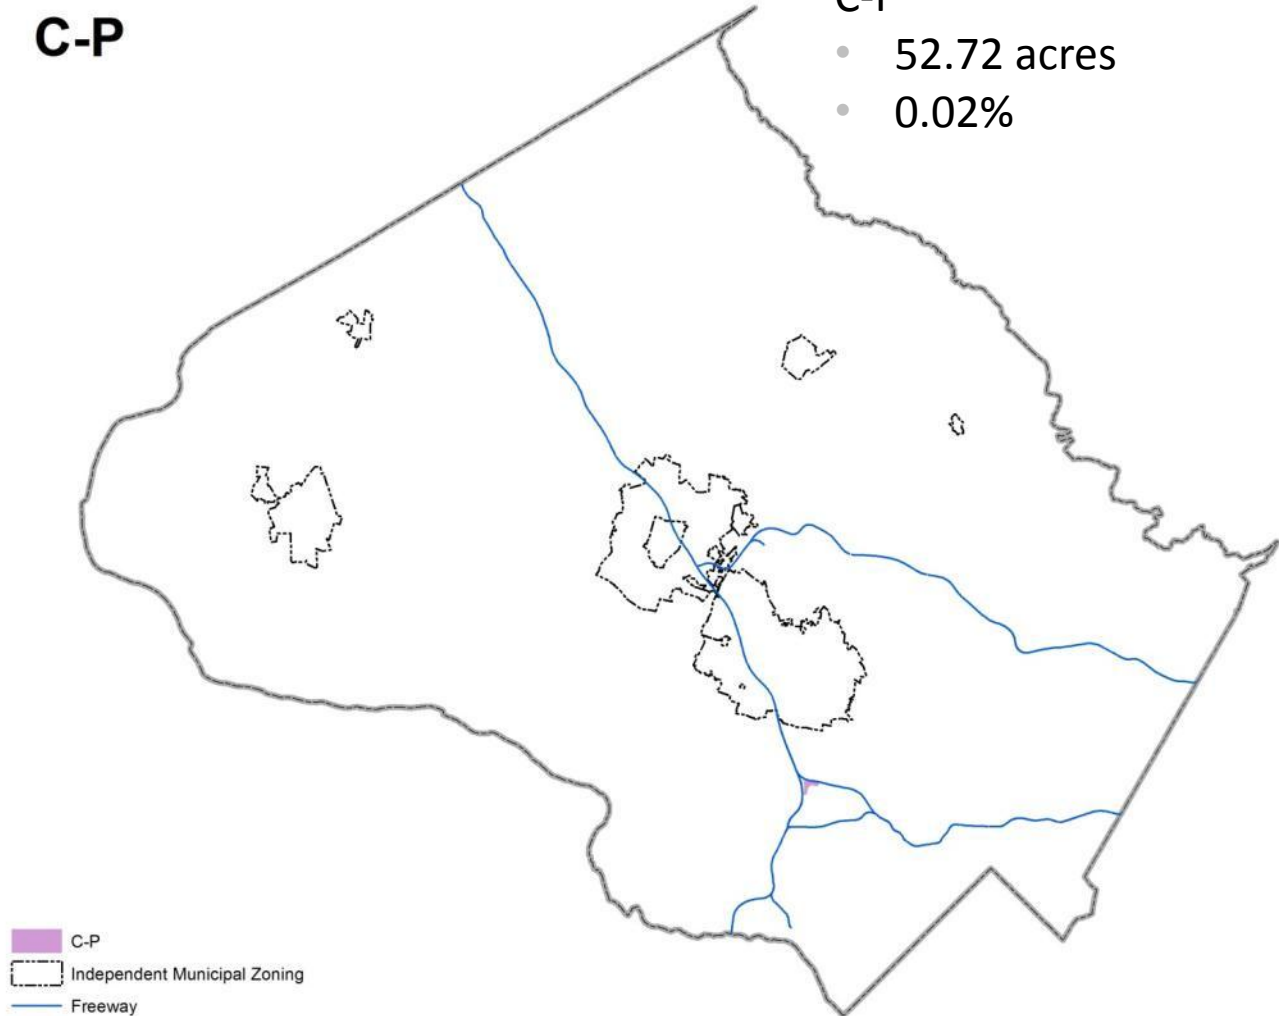 C-P
52.72 acres
0.02%
C-P
Independent Municipal Zoning
Freeway